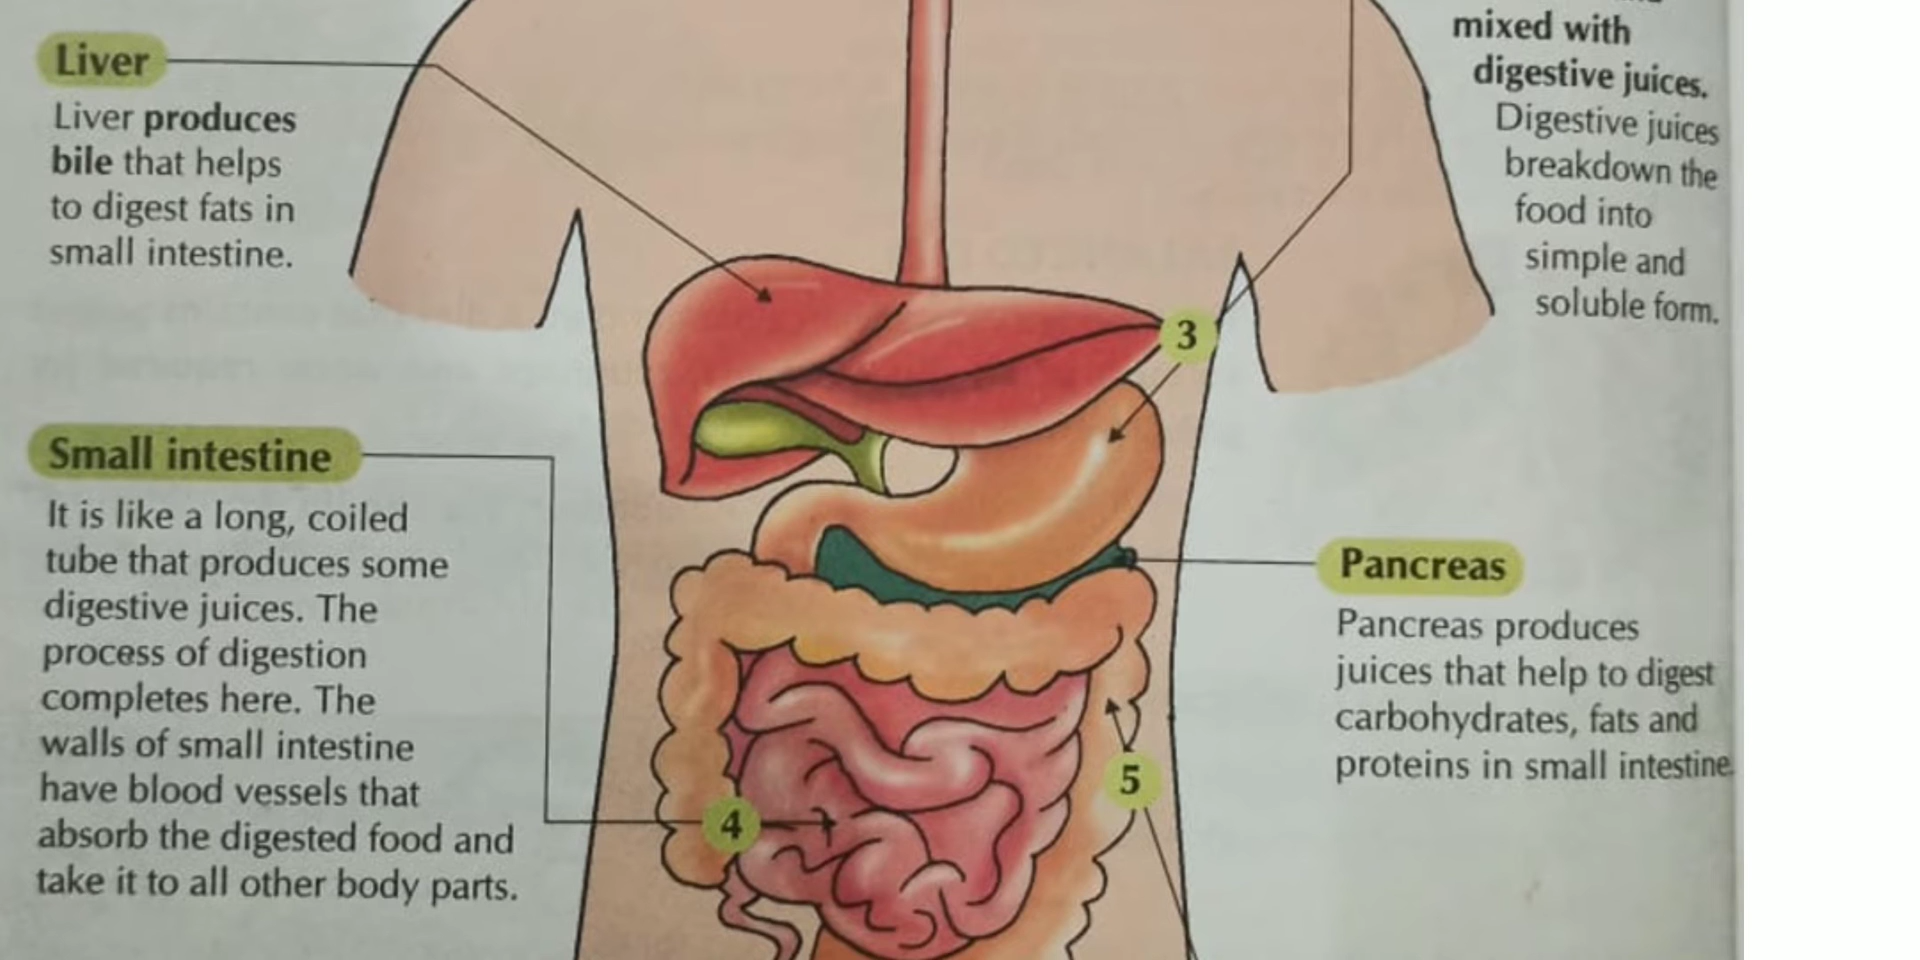 Liver
Liver produces
bile that helps
to digest fats in
small intestine.
Small intestine
It is like a long, coiled
tube that produces some
digestive juices. The
process of digestion
completes here. The
walls of small intestine
have blood vessels that
absorb the digested food and
take it to all other body parts.
3
4
5
mixed with
digestive juices.
Digestive juices
breakdown the
food into
simple and
soluble form.
Pancreas
Pancreas produces
juices that help to digest
carbohydrates, fats and
proteins in small intestine.